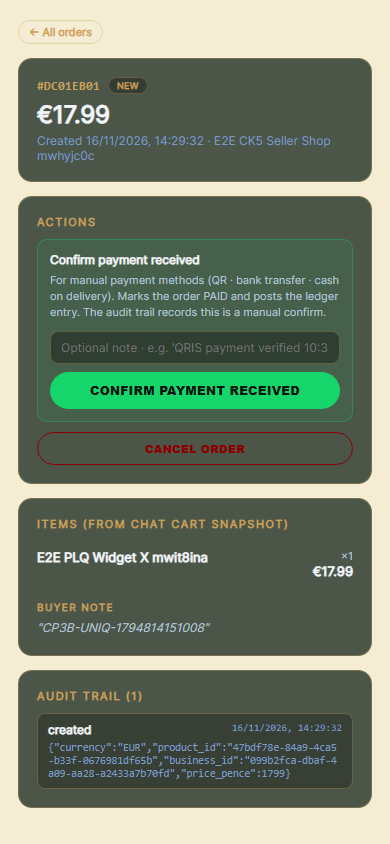 ← All orders
#DC01EB01 NEW
€17.99
Created 16/11/2026, 14:29:32 · E2E CK5 Seller Shop
mwhyjc0c
ACTIONS
Confirm payment received
For manual payment methods (QR · bank transfer · cash
on delivery). Marks the order PAID and posts the ledger
entry. The audit trail records this is a manual confirm.
Optional note · e.g. 'QRIS payment verified 10:3
CONFIRM PAYMENT RECEIVED
CANCEL ORDER
ITEMS (FROM CHAT CART SNAPSHOT)
E2E PLQ Widget X mwit8ina ×1
€17.99
BUYER NOTE
"CP3B-UNIQ-1794814151008"
AUDIT TRAIL (1)
created 16/11/2026, 14:29:32
{"currency":"EUR","product_id":"47bdf78e-84a9-4ca5
-b33f-0676981df65b","business_id":"099b2fca-dbaf-4
a09-aa28-a2433a7b70fd","price_pence":1799}